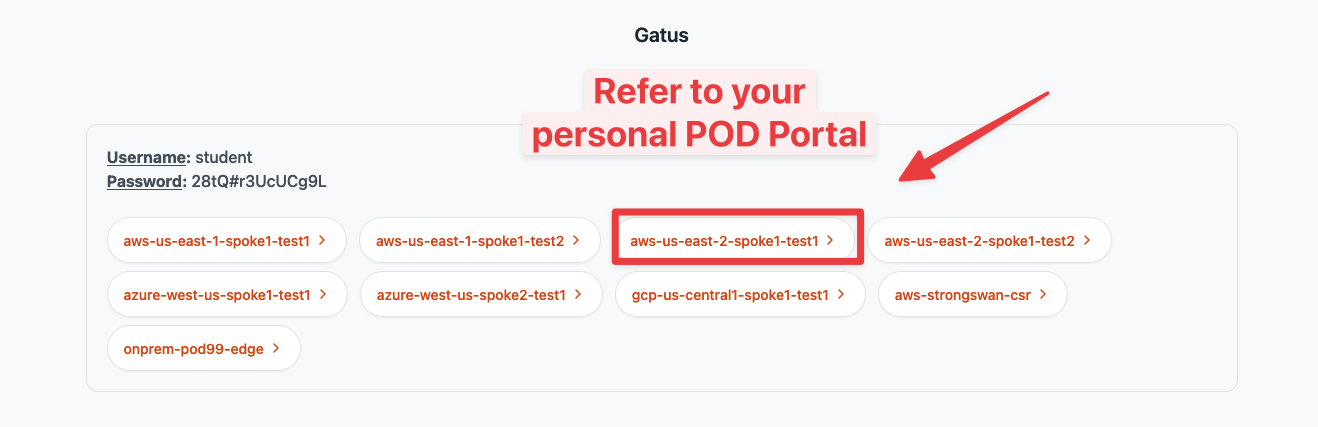 Gatus
Refer to your
personal POD Portal
Username: student
Password: 28tQ#r3UcUCg9L
aws-us-east-1-spoke1-test1 >
aws-us-east-1-spoke1-test2 >
aws-us-east-2-spoke1-test1 >
aws-us-east-2-spoke1-test2 >
azure-west-us-spoke1-test1 >
azure-west-us-spoke2-test1 >
gcp-us-central1-spoke1-test1 >
aws-strongswan-csr >
onprem-pod99-edge >